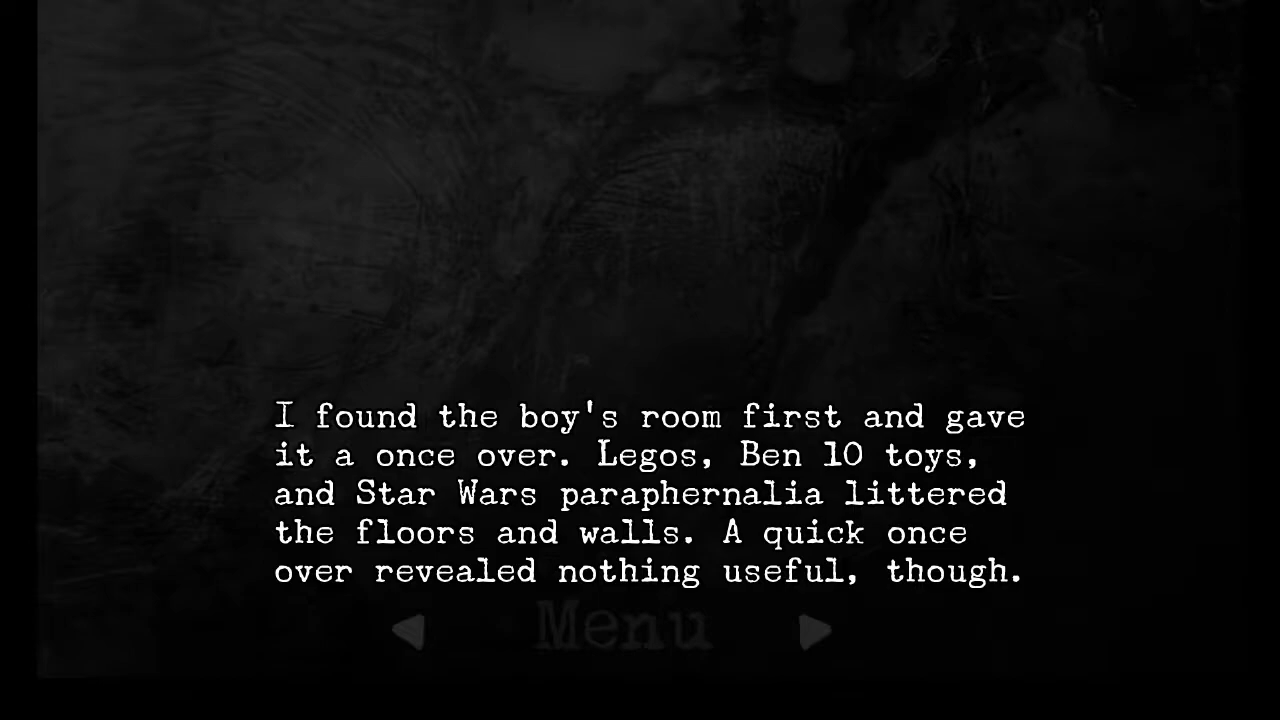 I found the boy's room first and gave
it a once over. Legos, Ben 10 toys,
and Star Wars paraphernalia littered
the floors and walls. A quick once
over revealed nothing useful, though.
Menu